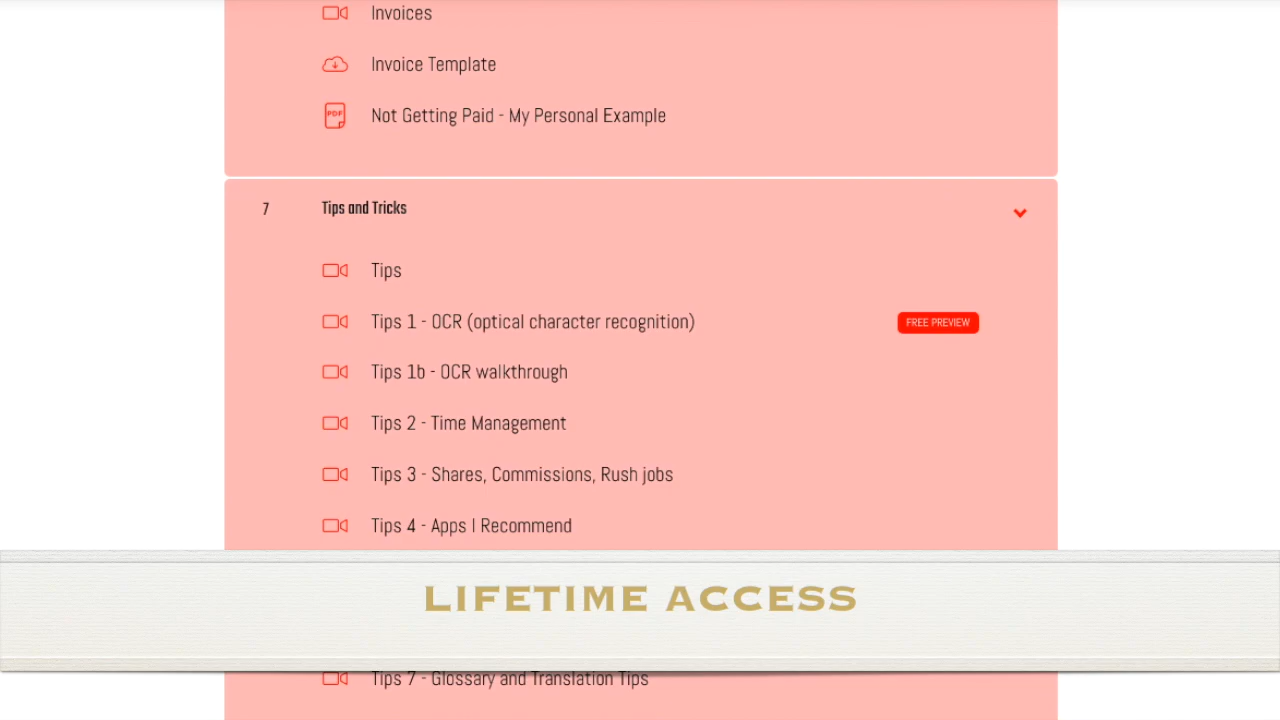 Invoices
Invoice Template
PDF
Not Getting Paid - My Personal Example
7 Tips and Tricks
Tips
Tips 1 - OCR (optical character recognition)
FREE PREVIEW
Tips 1b - OCR walkthrough
Tips 2 - Time Management
Tips 3 - Shares, Commissions, Rush jobs
Tips 4 - Apps I Recommend
LIFETIME ACCESS
Tips 7 - Glossary and Translation Tips